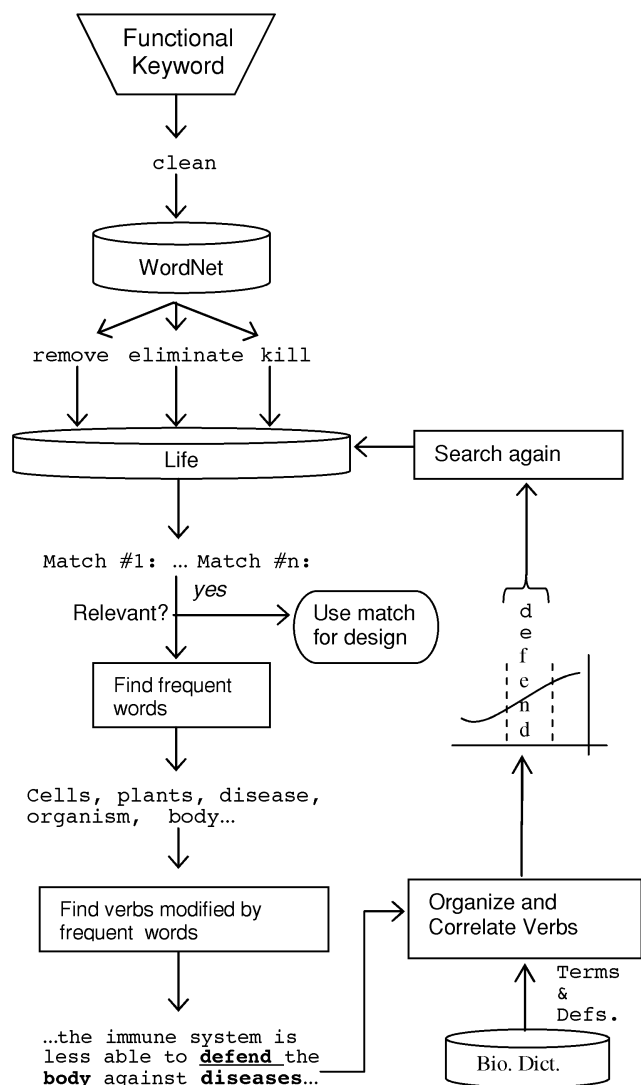 Functional
Keyword
clean
WordNet
remove eliminate kill
Life
Search again
Match #1: … Match #n:
yes
Relevant?
Use match
for design
Find frequent
words
Cells, plants, disease,
organism, body…
Find verbs modified by
frequent words
…the immune system is
less able to defend the
body against diseases…
defend
Organize and
Correlate Verbs
Terms
&
Defs.
Bio. Dict.